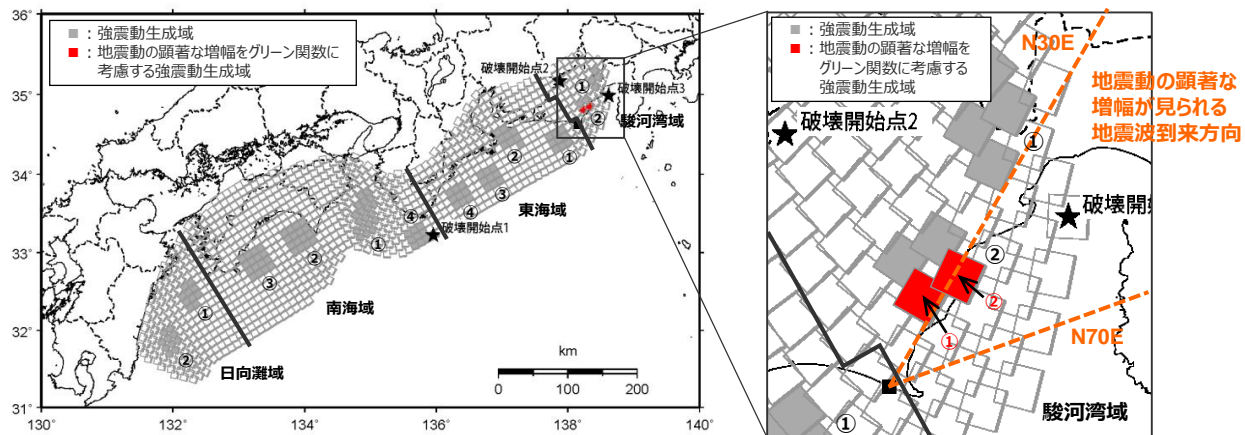 ：強震動生成域
：地震動の顕著な増幅をグリーン関数に
考慮する強震動生成域
破壊開始点2
①
破壊開始点3
②
駿河湾域
②
①
③
東海域
④
④
破壊開始点1
①
②
③
南海域
①
②
日向灘域
km
0 100 200
36°
35°
34°
33°
32°
31°
130° 132° 134° 136° 138° 140°
：強震動生成域
：地震動の顕著な増幅を
グリーン関数に考慮する
強震動生成域
N30E
地震動の顕著な
増幅が見られる
地震波到来方向
破壊開始点2
①
破壊開
②
②
①
N70E
駿河湾域
①